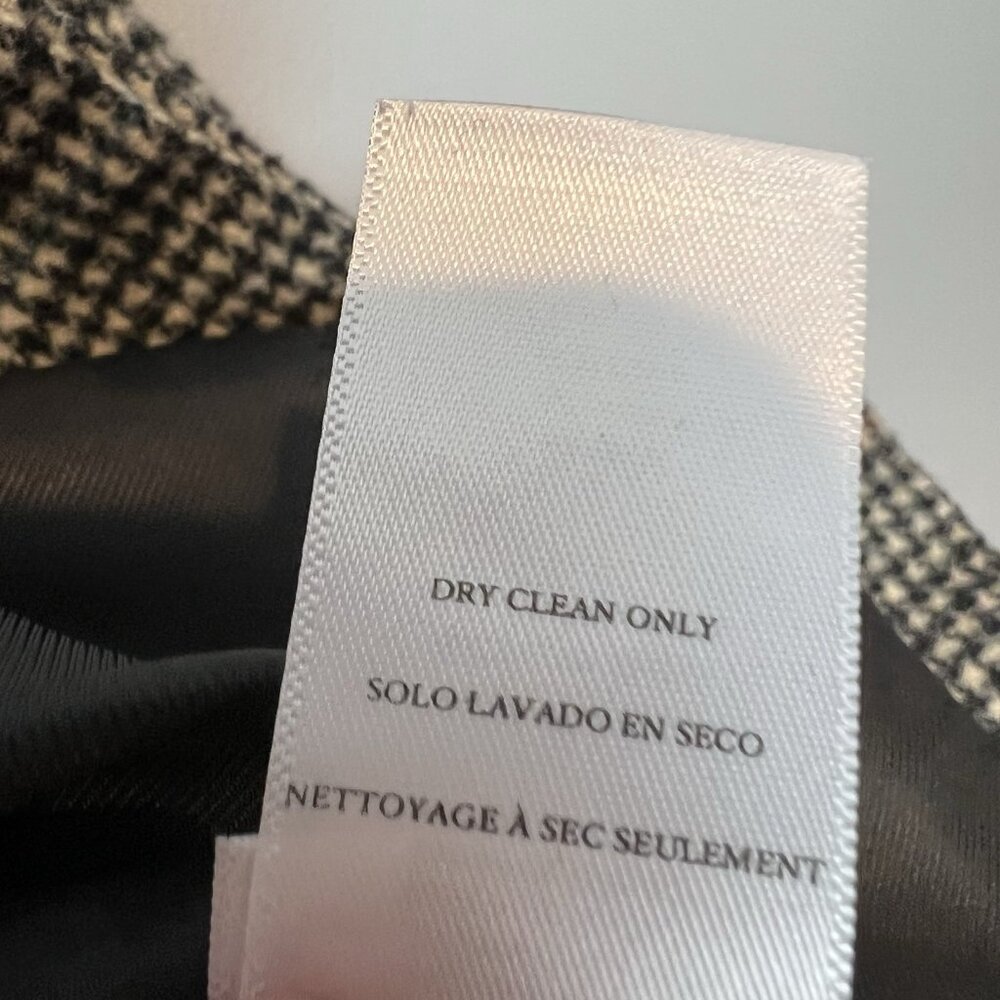 DRY CLEAN ONLY
SOLO LAVADO EN SECO
NETTOYAGE À SEC SEULEMENT